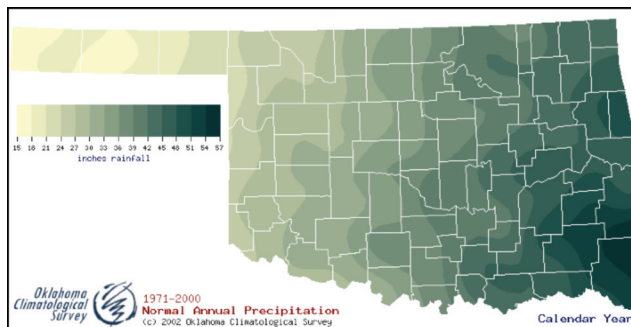 15 18 21 24 27 30 33 36 39 42 45 48 51 54 57
inches rainfall
Oklahoma
Climatological
Survey
1971-2000
Normal Annual Precipitation
(c) 2002 Oklahoma Climatological Survey
Calendar Year